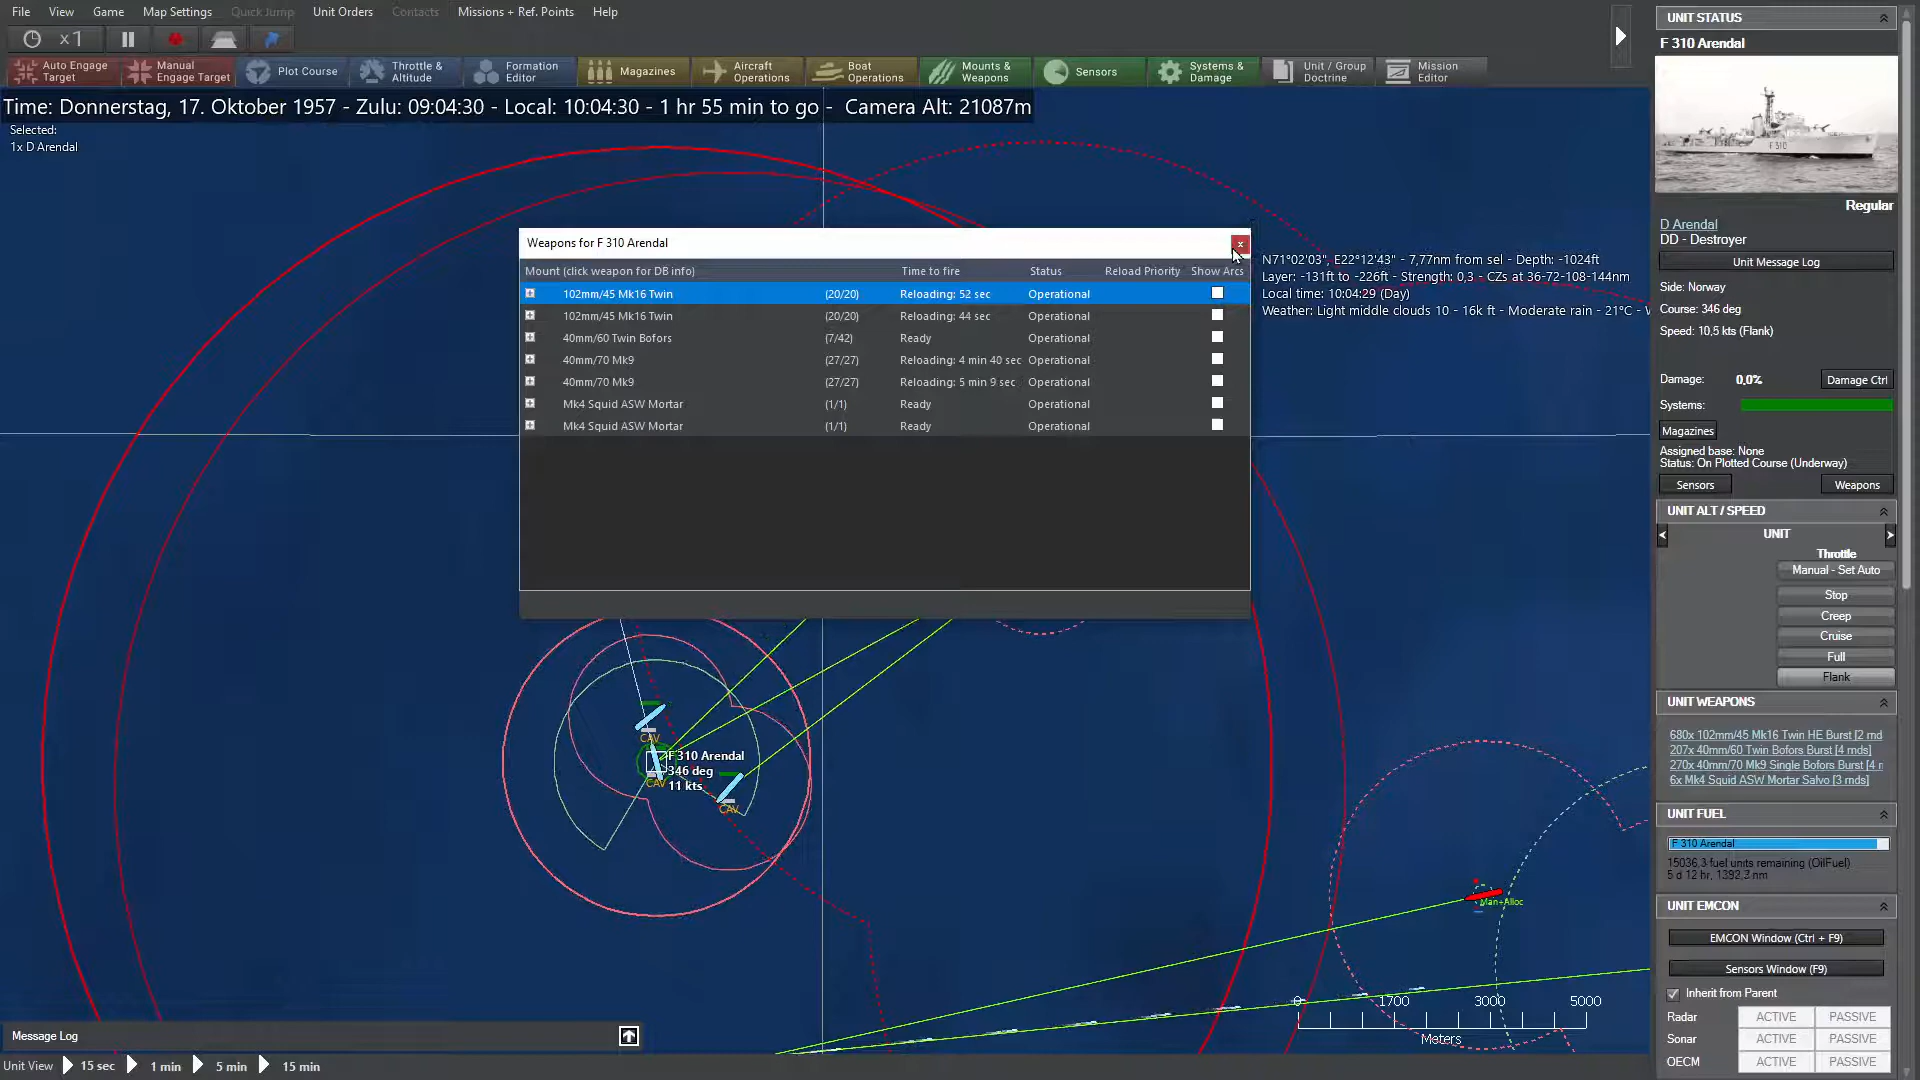 File View Game Map Settings Quick Jump Unit Orders Contacts Missions + Ref. Points Help
x1
Auto Engage Target
Manual Engage Target
Plot Course
Throttle & Altitude
Formation Editor
Magazines
Aircraft Operations
Boat Operations
Mounts & Weapons
Sensors
Systems & Damage
Unit / Group Doctrine
Mission Editor
Time: Donnerstag, 17. Oktober 1957 - Zulu: 09:04:30 - Local: 10:04:30 - 1 hr 55 min to go - Camera Alt: 21087m
Selected:
1x D Arendal
Weapons for F 310 Arendal
x
Mount (click weapon for DB info) Time to fire Status Reload Priority Show Arcs
102mm/45 Mk16 Twin (20/20) Reloading: 52 sec Operational
102mm/45 Mk16 Twin (20/20) Reloading: 44 sec Operational
40mm/60 Twin Bofors (7/42) Ready Operational
40mm/70 Mk9 (27/27) Reloading: 4 min 40 sec Operational
40mm/70 Mk9 (27/27) Reloading: 5 min 9 sec Operational
Mk4 Squid ASW Mortar (1/1) Ready Operational
Mk4 Squid ASW Mortar (1/1) Ready Operational
N71°02'03", E22°12'43" - 7,77nm from sel - Depth: -1024ft
Layer: -131ft to -226ft - Strength: 0,3 - CZs at 36-72-108-144nm
Local time: 10:04:29 (Day)
Weather: Light middle clouds 10 - 16k ft - Moderate rain - 21°C -
CAV
F 310 Arendal
346 deg
CAV 11 kts
CAV
Man+Alloc
0 1700 3000 5000
Meters
Message Log
Unit View 15 sec 1 min 5 min 15 min
UNIT STATUS
F 310 Arendal
F 310
Regular
D Arendal
DD - Destroyer
Unit Message Log
Side: Norway
Course: 346 deg
Speed: 10,5 kts (Flank)
Damage: 0,0% Damage Ctrl
Systems:
Magazines
Assigned base: None
Status: On Plotted Course (Underway)
Sensors Weapons
UNIT ALT / SPEED
< UNIT >
Throttle
Manual - Set Auto
Stop
Creep
Cruise
Full
Flank
UNIT WEAPONS
680x 102mm/45 Mk16 Twin HE Burst [2 rnd
207x 40mm/60 Twin Bofors Burst [4 rnds]
270x 40mm/70 Mk9 Single Bofors Burst [4 r
6x Mk4 Squid ASW Mortar Salvo [3 rnds]
UNIT FUEL
F 310 Arendal
15036,3 fuel units remaining (OilFuel)
5 d 12 hr, 1392,3 nm
UNIT EMCON
EMCON Window (Ctrl + F9)
Sensors Window (F9)
Inherit from Parent
Radar ACTIVE PASSIVE
Sonar ACTIVE PASSIVE
OECM ACTIVE PASSIVE